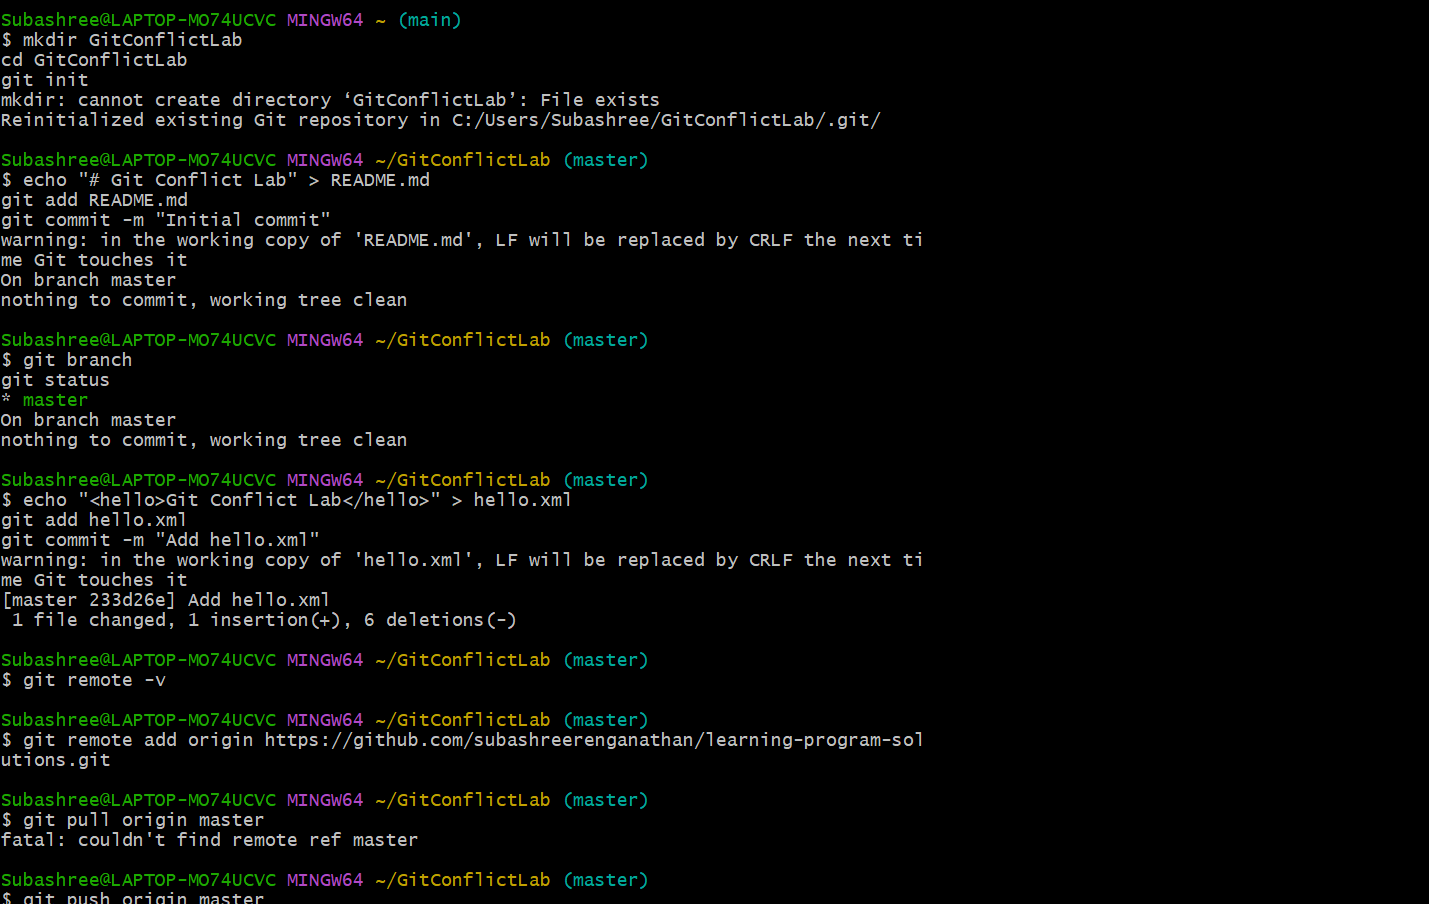 Subashree@LAPTOP-MO74UCVC MINGW64 ~ (main)
$ mkdir GitConflictLab
cd GitConflictLab
git init
mkdir: cannot create directory ‘GitConflictLab’: File exists
Reinitialized existing Git repository in C:/Users/Subashree/GitConflictLab/.git/
Subashree@LAPTOP-MO74UCVC MINGW64 ~/GitConflictLab (master)
$ echo "# Git Conflict Lab" > README.md
git add README.md
git commit -m "Initial commit"
warning: in the working copy of 'README.md', LF will be replaced by CRLF the next ti
me Git touches it
On branch master
nothing to commit, working tree clean
Subashree@LAPTOP-MO74UCVC MINGW64 ~/GitConflictLab (master)
$ git branch
git status
* master
On branch master
nothing to commit, working tree clean
Subashree@LAPTOP-MO74UCVC MINGW64 ~/GitConflictLab (master)
$ echo "<hello>Git Conflict Lab</hello>" > hello.xml
git add hello.xml
git commit -m "Add hello.xml"
warning: in the working copy of 'hello.xml', LF will be replaced by CRLF the next ti
me Git touches it
[master 233d26e] Add hello.xml
 1 file changed, 1 insertion(+), 6 deletions(-)
Subashree@LAPTOP-MO74UCVC MINGW64 ~/GitConflictLab (master)
$ git remote -v
Subashree@LAPTOP-MO74UCVC MINGW64 ~/GitConflictLab (master)
$ git remote add origin https://github.com/subashreerenganathan/learning-program-sol
utions.git
Subashree@LAPTOP-MO74UCVC MINGW64 ~/GitConflictLab (master)
$ git pull origin master
fatal: couldn't find remote ref master
Subashree@LAPTOP-MO74UCVC MINGW64 ~/GitConflictLab (master)
$ git push origin master